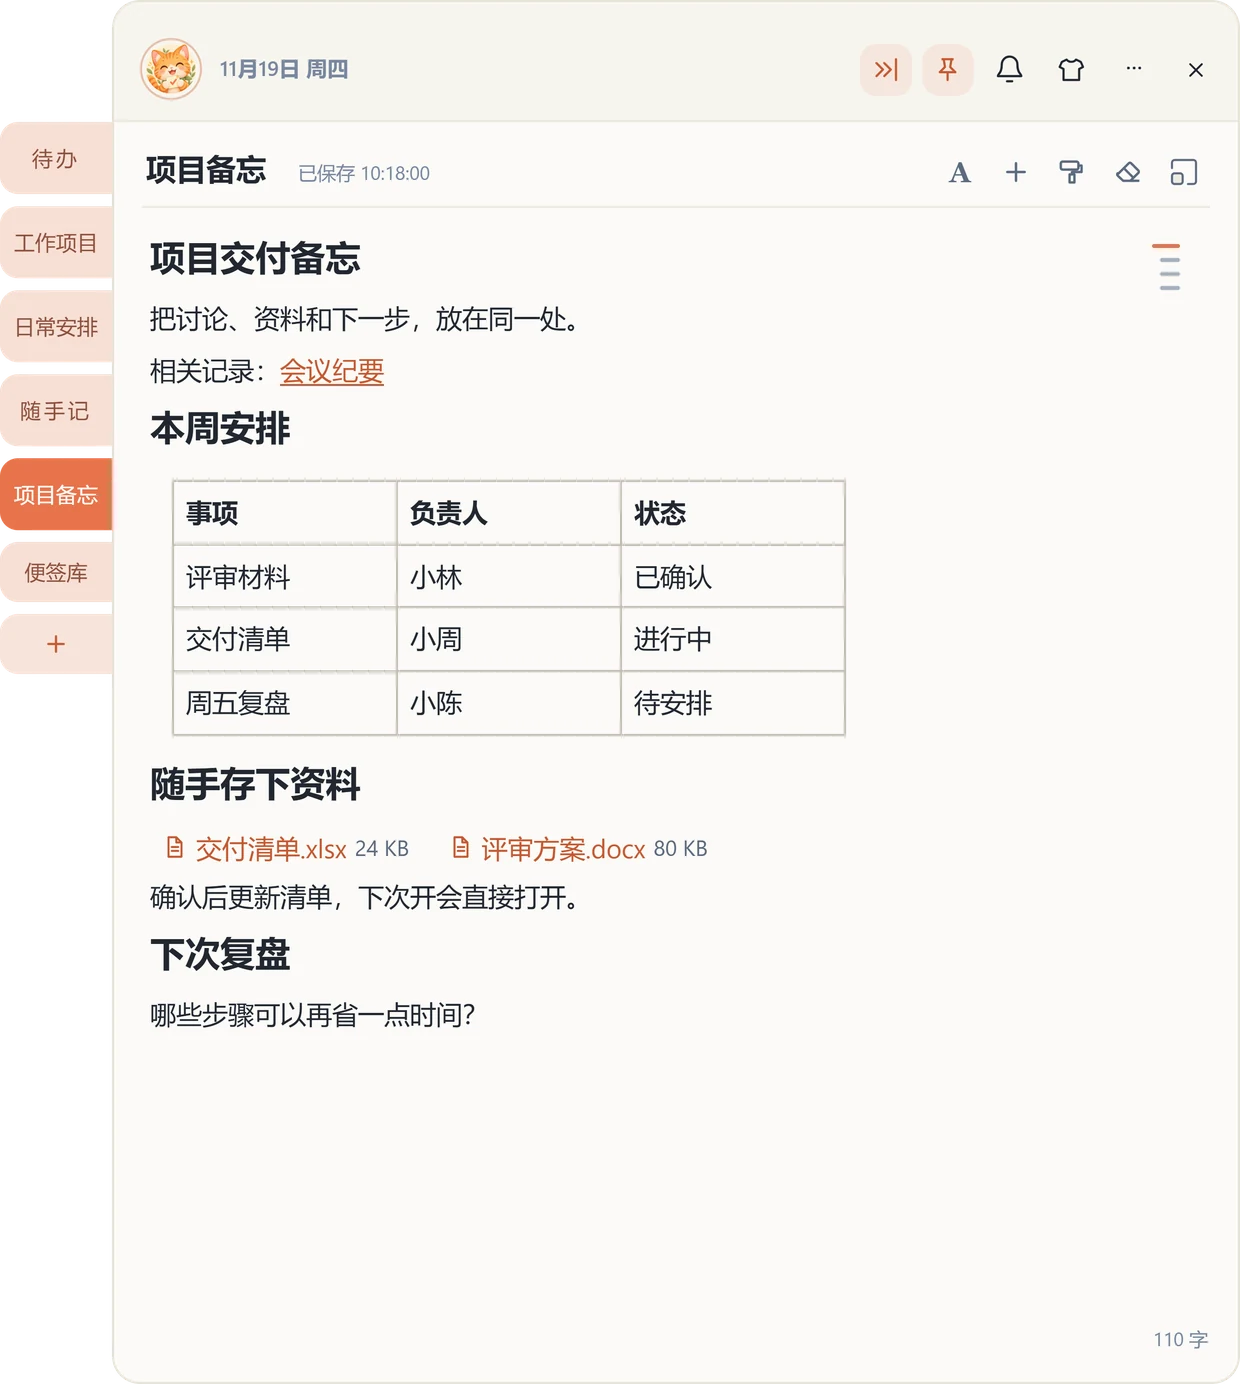 11月19日 周四
待办
工作项目
日常安排
随手记
项目备忘
便签库
项目备忘 已保存 10:18:00
项目交付备忘
把讨论、资料和下一步，放在同一处。
相关记录：会议纪要
本周安排
事项 负责人 状态
评审材料 小林 已确认
交付清单 小周 进行中
周五复盘 小陈 待安排
随手存下资料
交付清单.xlsx 24 KB 评审方案.docx 80 KB
确认后更新清单，下次开会直接打开。
下次复盘
哪些步骤可以再省一点时间？
110 字